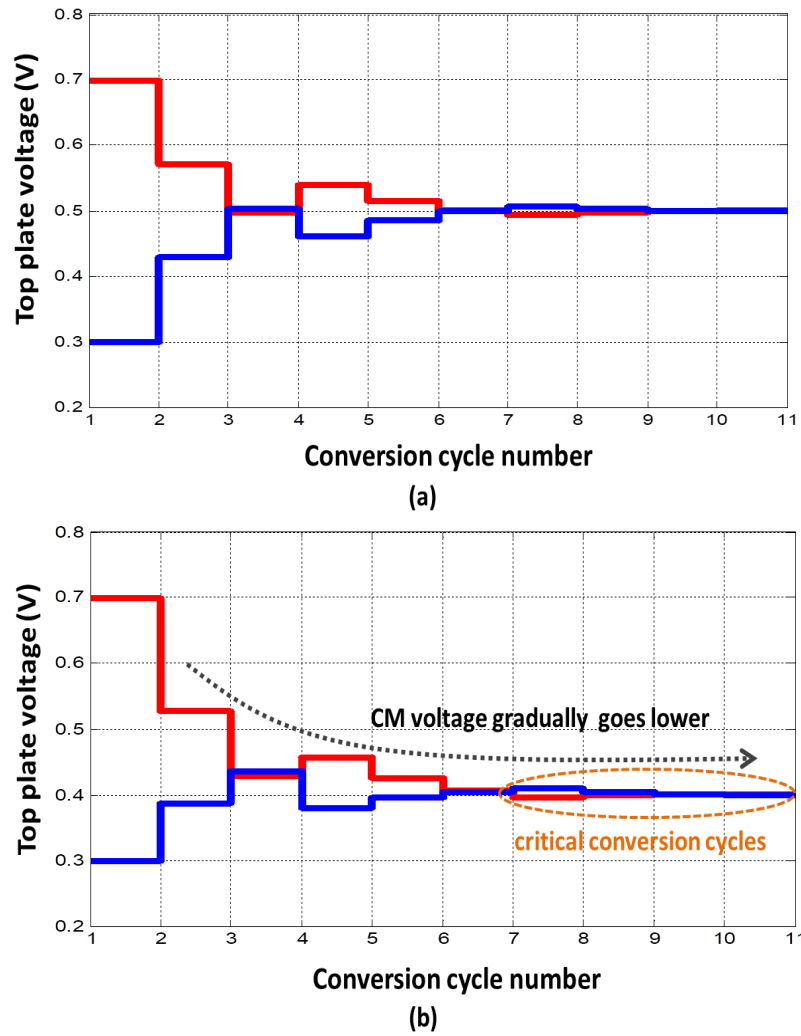 0.8
0.7
0.6
0.5
0.4
0.3
0.2
Top plate voltage (V)
1 2 3 4 5 6 7 8 9 10 11
Conversion cycle number
(a)
0.8
0.7
0.6
0.5
0.4
0.3
0.2
Top plate voltage (V)
CM voltage gradually goes lower
critical conversion cycles
1 2 3 4 5 6 7 8 9 10 11
Conversion cycle number
(b)